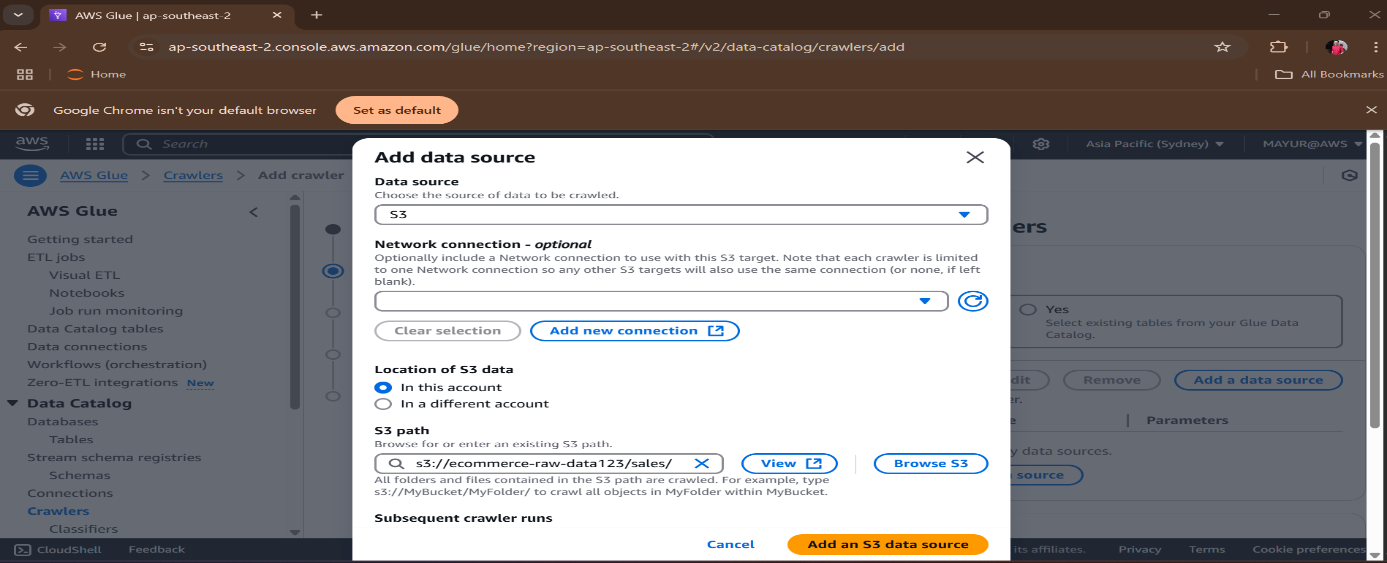 AWS Glue | ap-southeast-2
ap-southeast-2.console.aws.amazon.com/glue/home?region=ap-southeast-2#/v2/data-catalog/crawlers/add
Home
All Bookmarks
Google Chrome isn't your default browser
Set as default
aws
Search
Asia Pacific (Sydney)
MAYUR@AWS
AWS Glue > Crawlers > Add crawler
AWS Glue
Getting started
ETL jobs
Visual ETL
Notebooks
Job run monitoring
Data Catalog tables
Data connections
Workflows (orchestration)
Zero-ETL integrations New
Data Catalog
Databases
Tables
Stream schema registries
Schemas
Connections
Crawlers
Classifiers
Add data source
Data source
Choose the source of data to be crawled.
S3
Network connection - optional
Optionally include a Network connection to use with this S3 target. Note that each crawler is limited
to one Network connection so any other S3 targets will also use the same connection (or none, if left
blank).
Clear selection
Add new connection
Location of S3 data
In this account
In a different account
S3 path
Browse for or enter an existing S3 path.
s3://ecommerce-raw-data123/sales/
View
Browse S3
All folders and files contained in the S3 path are crawled. For example, type
s3://MyBucket/MyFolder/ to crawl all objects in MyFolder within MyBucket.
Subsequent crawler runs
Cancel
Add an S3 data source
ers
Yes
Select existing tables from your Glue Data
Catalog.
dit
Remove
Add a data source
er.
e
Parameters
y data sources.
source
CloudShell
Feedback
its affiliates.
Privacy
Terms
Cookie preferences